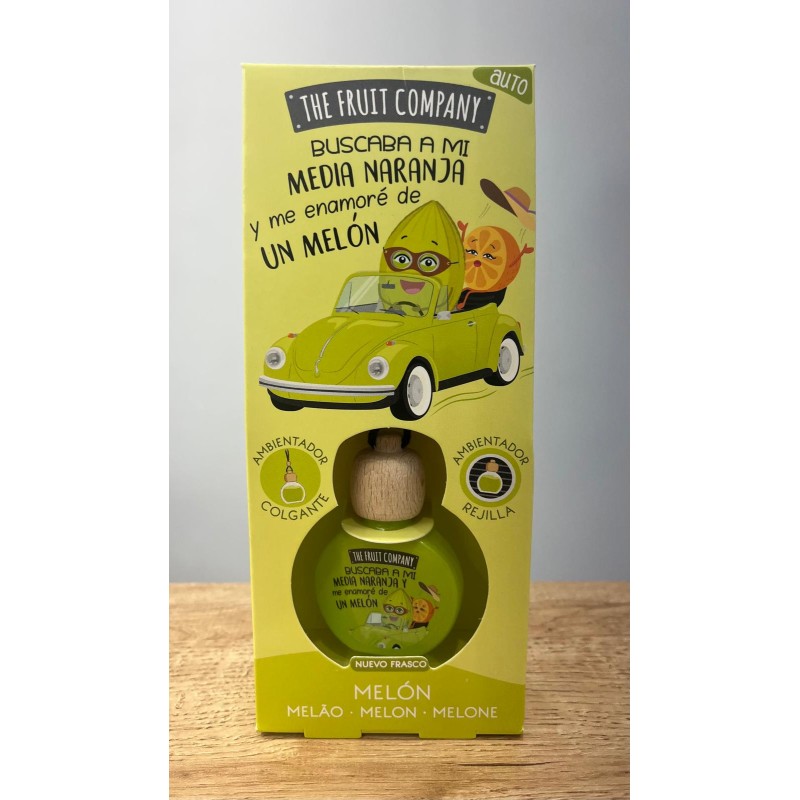 auto
THE FRUIT COMPANY
BUSCABA A MI
MEDIA NARANJA
y me enamoré de
UN MELÓN
AMBIENTADOR
COLGANTE
AMBIENTADOR
REJILLA
THE FRUIT COMPANY
BUSCABA A MI
MEDIA NARANJA Y
me enamoré de
UN MELÓN
NUEVO FRASCO
MELÓN
MELÃO · MELON · MELONE